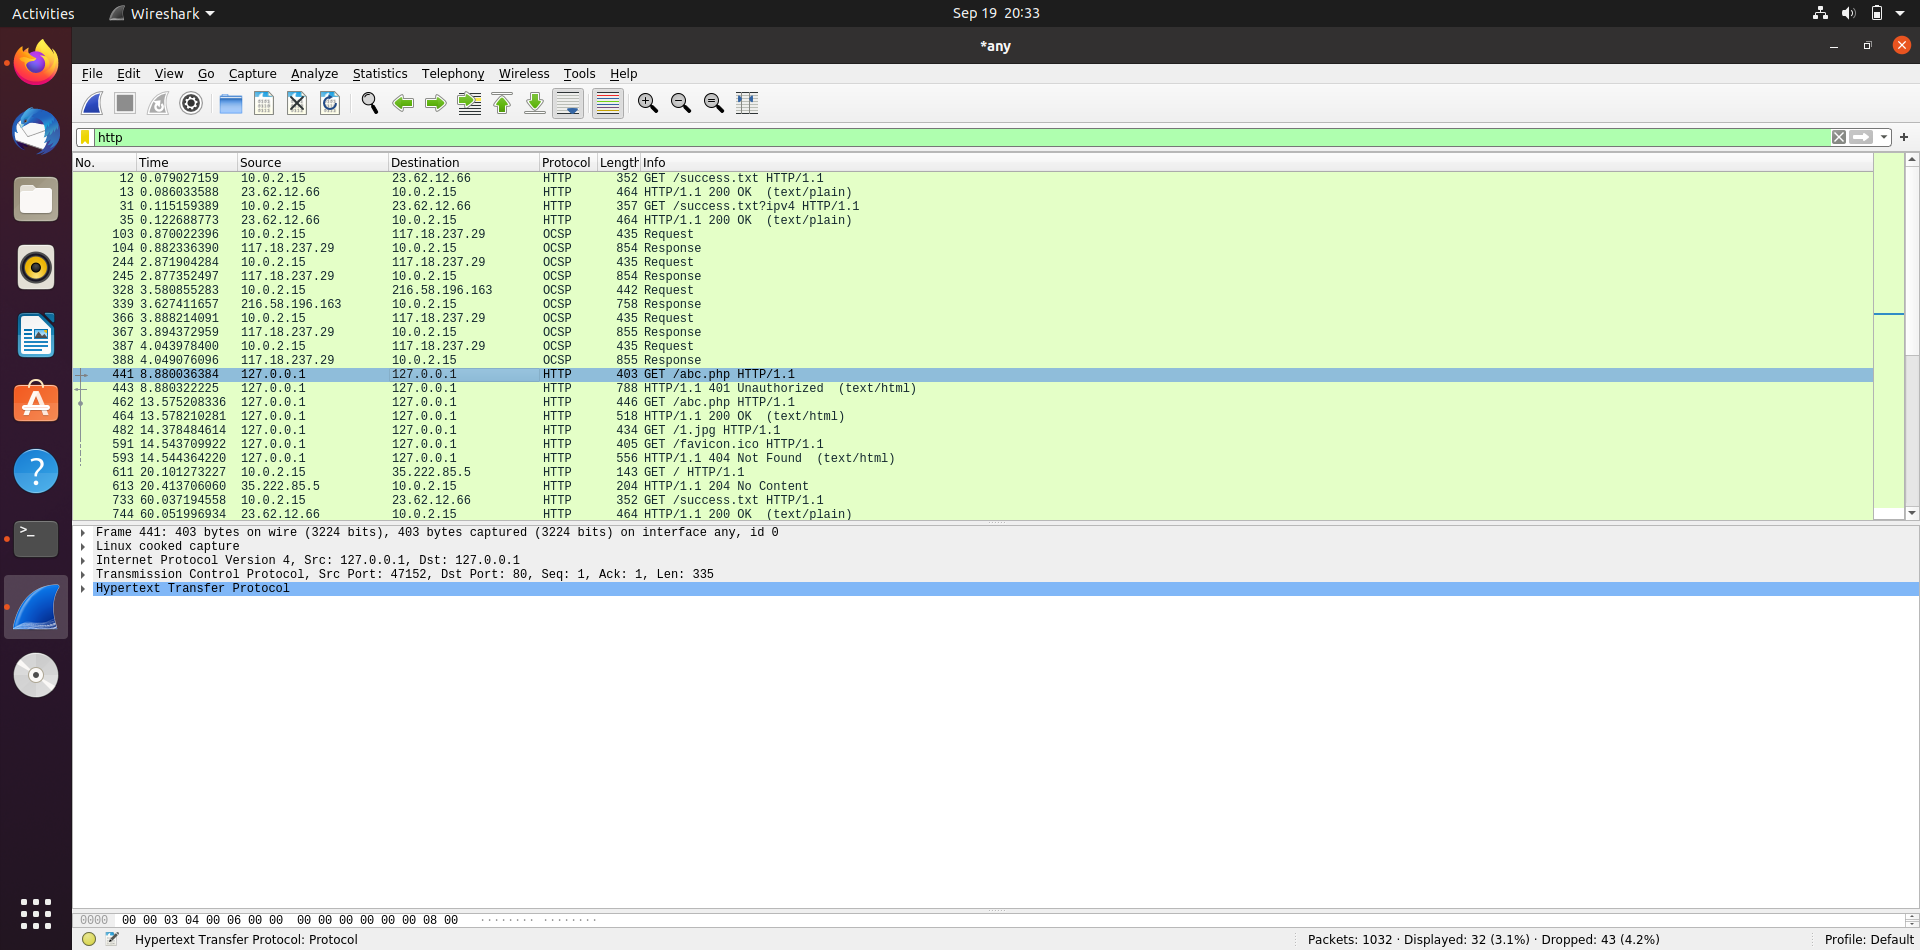 Activities Wireshark Sep 19 20:33
*any
File Edit View Go Capture Analyze Statistics Telephony Wireless Tools Help
http
No. Time Source Destination Protocol Length Info
12 0.079027159 10.0.2.15 23.62.12.66 HTTP 352 GET /success.txt HTTP/1.1
13 0.086033588 23.62.12.66 10.0.2.15 HTTP 464 HTTP/1.1 200 OK (text/plain)
31 0.115159389 10.0.2.15 23.62.12.66 HTTP 357 GET /success.txt?ipv4 HTTP/1.1
35 0.122688773 23.62.12.66 10.0.2.15 HTTP 464 HTTP/1.1 200 OK (text/plain)
103 0.870022396 10.0.2.15 117.18.237.29 OCSP 435 Request
104 0.882336390 117.18.237.29 10.0.2.15 OCSP 854 Response
244 2.871904284 10.0.2.15 117.18.237.29 OCSP 435 Request
245 2.877352497 117.18.237.29 10.0.2.15 OCSP 854 Response
328 3.580855283 10.0.2.15 216.58.196.163 OCSP 442 Request
339 3.627411657 216.58.196.163 10.0.2.15 OCSP 758 Response
366 3.888214091 10.0.2.15 117.18.237.29 OCSP 435 Request
367 3.894372959 117.18.237.29 10.0.2.15 OCSP 855 Response
387 4.043978400 10.0.2.15 117.18.237.29 OCSP 435 Request
388 4.049076096 117.18.237.29 10.0.2.15 OCSP 855 Response
441 8.880036384 127.0.0.1 127.0.0.1 HTTP 403 GET /abc.php HTTP/1.1
443 8.880322225 127.0.0.1 127.0.0.1 HTTP 788 HTTP/1.1 401 Unauthorized (text/html)
462 13.575208336 127.0.0.1 127.0.0.1 HTTP 446 GET /abc.php HTTP/1.1
464 13.578210281 127.0.0.1 127.0.0.1 HTTP 518 HTTP/1.1 200 OK (text/html)
482 14.378484614 127.0.0.1 127.0.0.1 HTTP 434 GET /1.jpg HTTP/1.1
591 14.543709922 127.0.0.1 127.0.0.1 HTTP 405 GET /favicon.ico HTTP/1.1
593 14.544364220 127.0.0.1 127.0.0.1 HTTP 556 HTTP/1.1 404 Not Found (text/html)
611 20.101273227 10.0.2.15 35.222.85.5 HTTP 143 GET / HTTP/1.1
613 20.413706060 35.222.85.5 10.0.2.15 HTTP 204 HTTP/1.1 204 No Content
733 60.037194558 10.0.2.15 23.62.12.66 HTTP 352 GET /success.txt HTTP/1.1
744 60.051996934 23.62.12.66 10.0.2.15 HTTP 464 HTTP/1.1 200 OK (text/plain)
Frame 441: 403 bytes on wire (3224 bits), 403 bytes captured (3224 bits) on interface any, id 0
Linux cooked capture
Internet Protocol Version 4, Src: 127.0.0.1, Dst: 127.0.0.1
Transmission Control Protocol, Src Port: 47152, Dst Port: 80, Seq: 1, Ack: 1, Len: 335
Hypertext Transfer Protocol
0000 00 00 03 04 00 06 00 00 00 00 00 00 00 00 08 00 ········ ········
Hypertext Transfer Protocol: Protocol Packets: 1032 · Displayed: 32 (3.1%) · Dropped: 43 (4.2%) Profile: Default